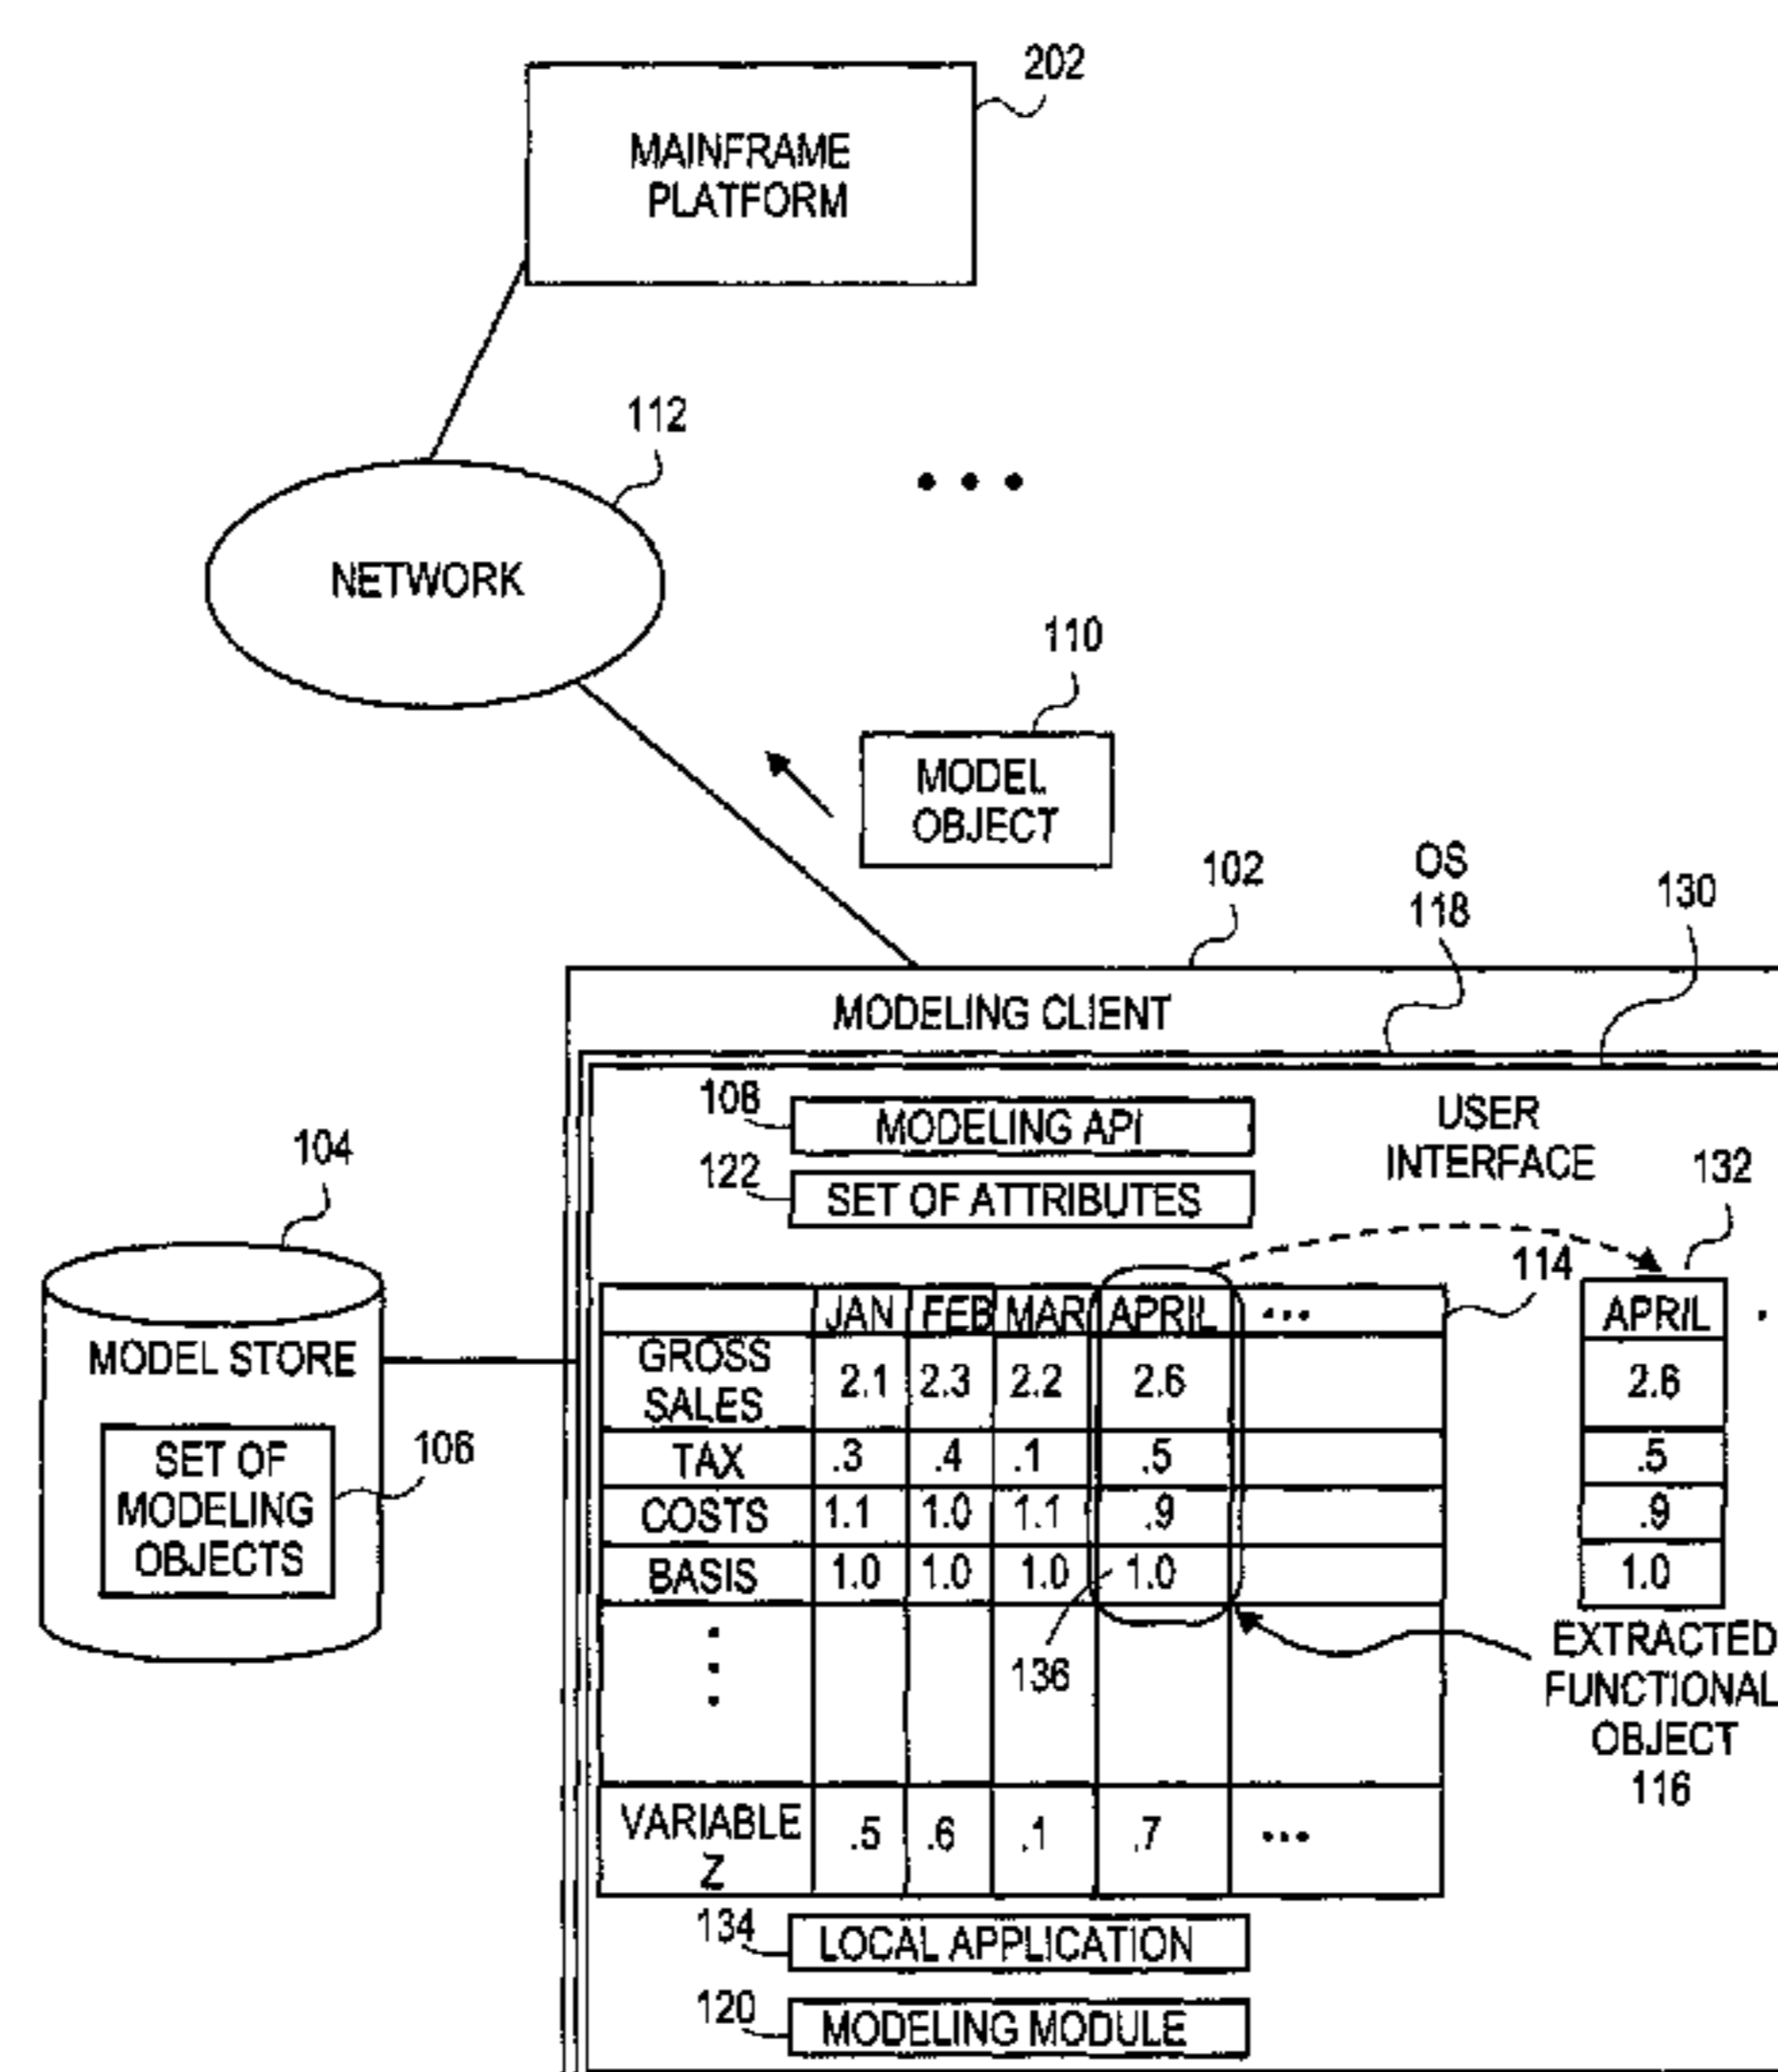 202
MAINFRAME
PLATFORM
112
NETWORK
110
MODEL
OBJECT
102
OS
118
130
MODELING CLIENT
108
MODELING API
USER
INTERFACE
122
SET OF ATTRIBUTES
132
104
114
MODEL STORE
SET OF
MODELING
OBJECTS
106
JAN FEB MAR APRIL ...
GROSS
SALES
2.1 2.3 2.2 2.6
TAX .3 .4 .1 .5
COSTS 1.1 1.0 1.1 .9
BASIS 1.0 1.0 1.0 1.0
136
VARIABLE
Z
.5 .6 .1 .7 ...
APRIL
2.6
.5
.9
1.0
EXTRACTED
FUNCTIONAL
OBJECT
116
134
LOCAL APPLICATION
120
MODELING MODULE